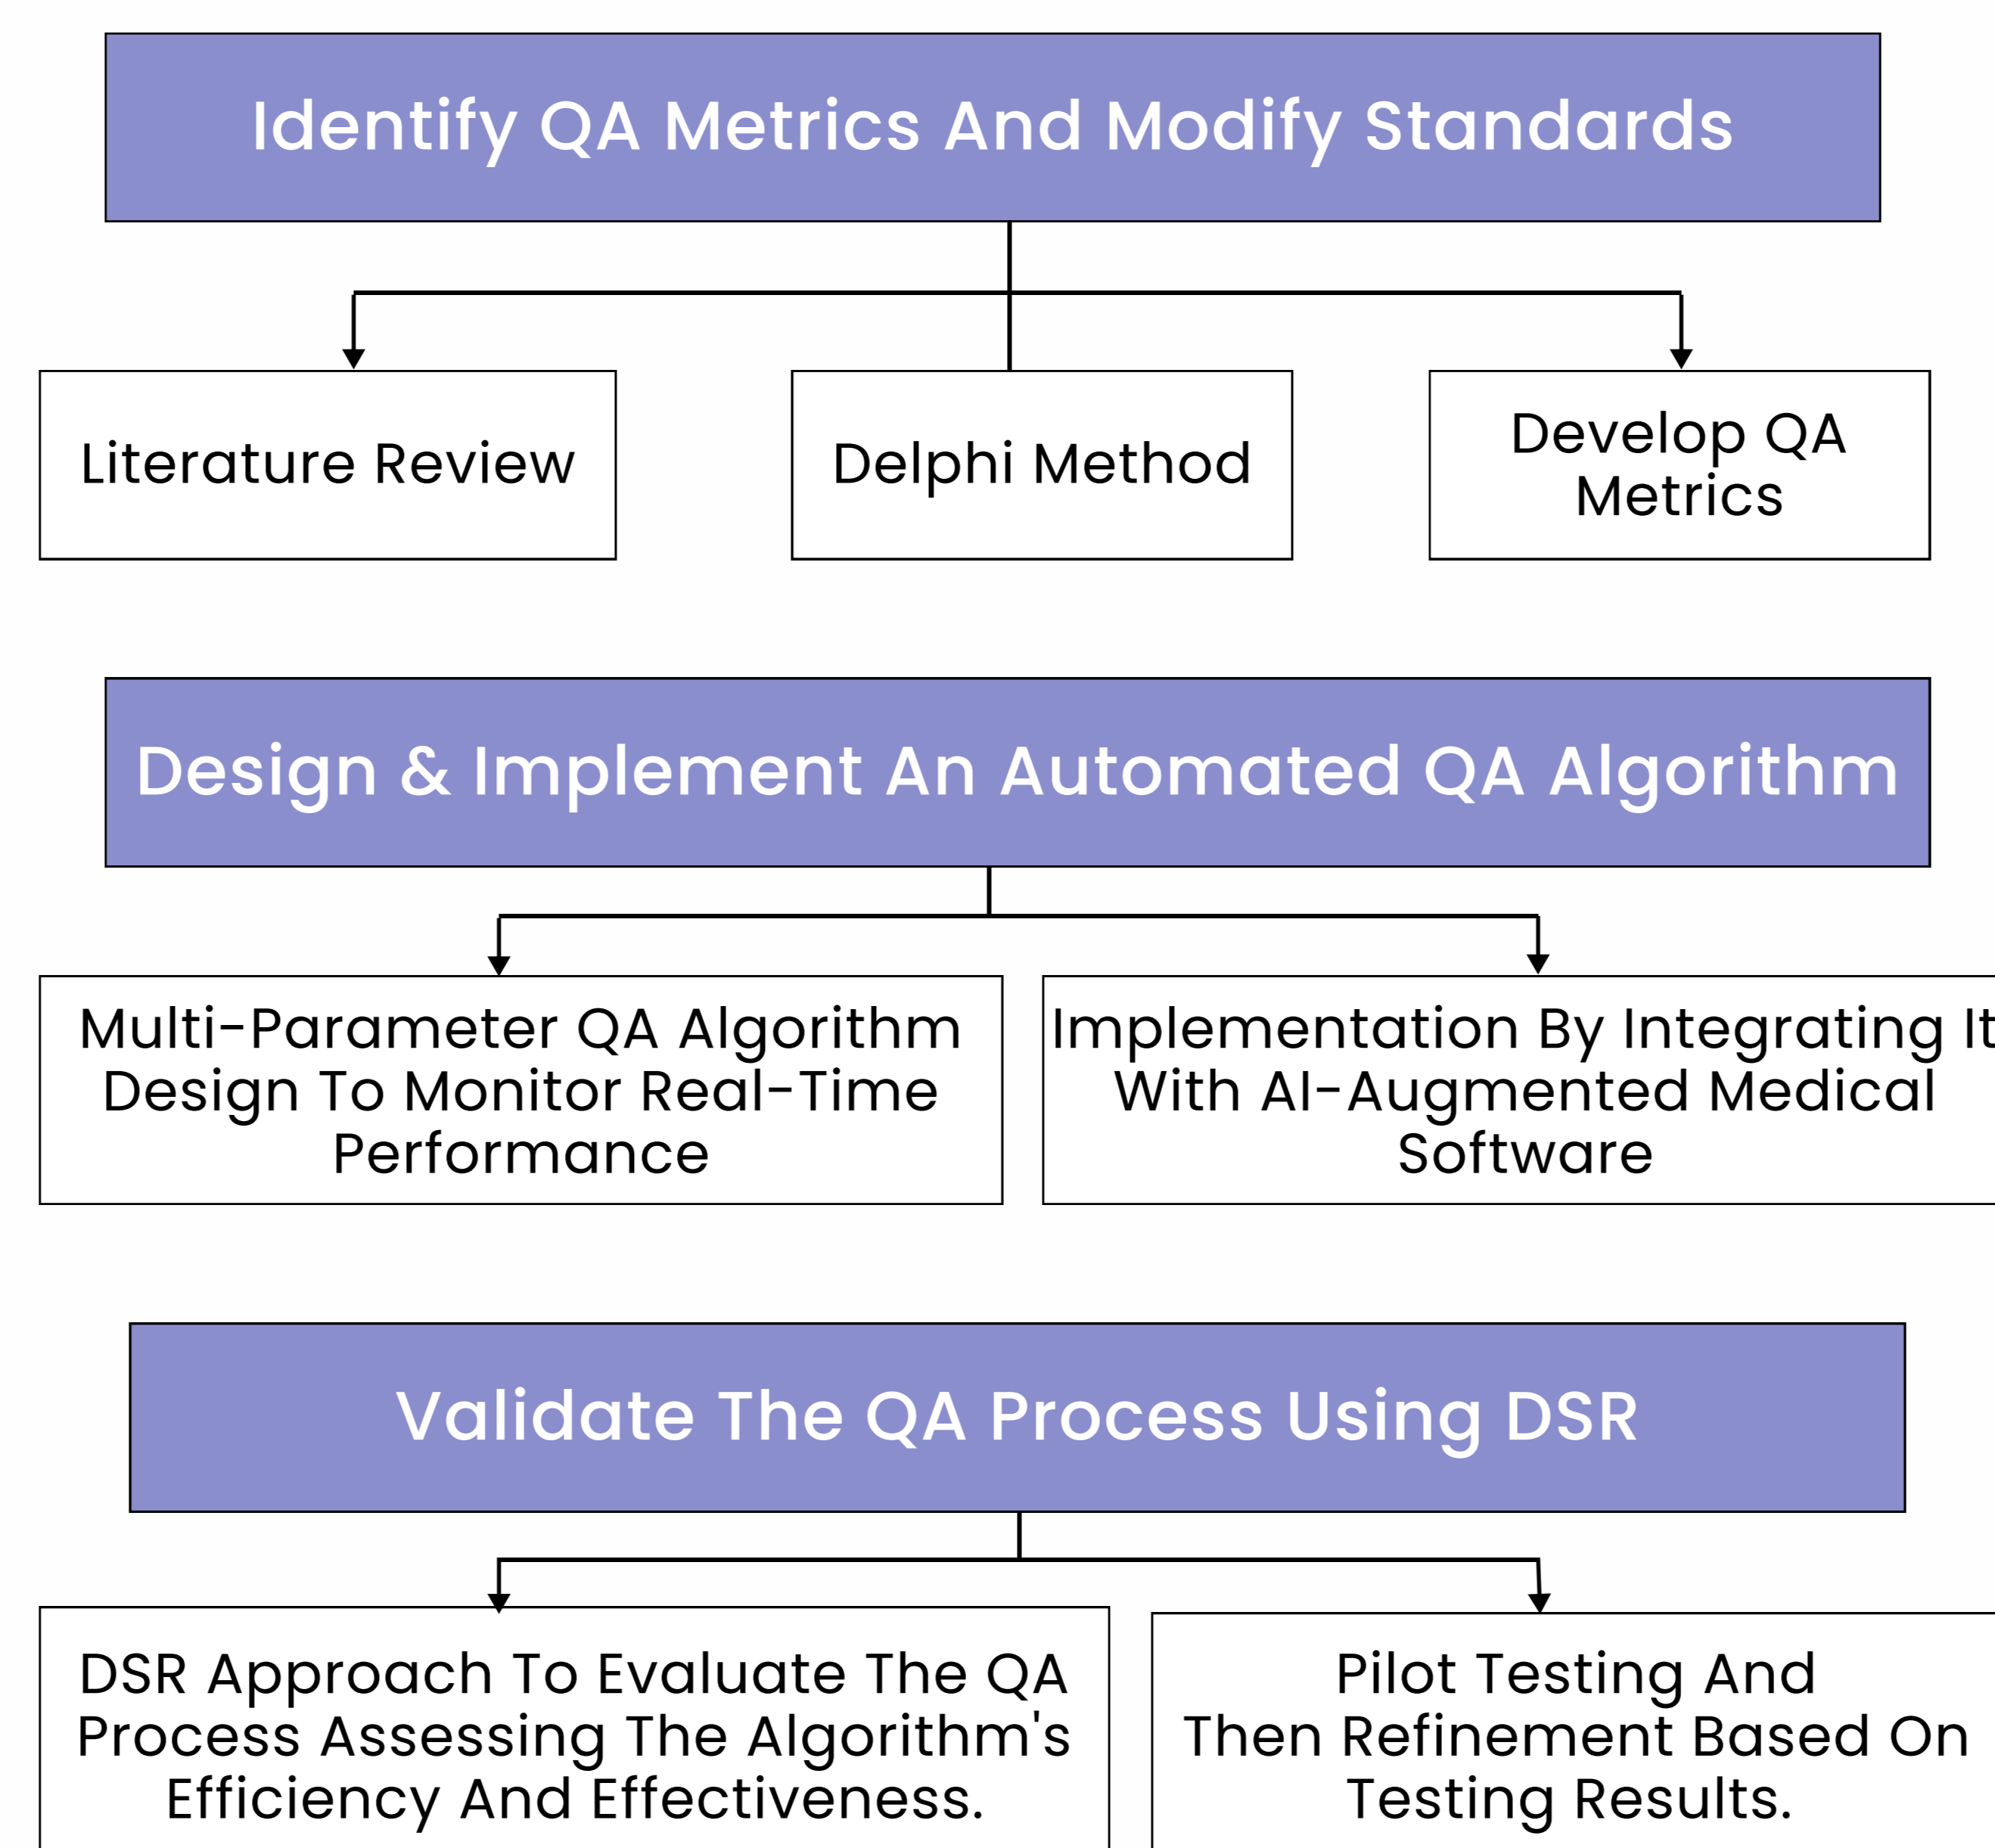 Identify QA Metrics And Modify Standards
Literature Review
Delphi Method
Develop QA
Metrics
Design & Implement An Automated QA Algorithm
Multi-Parameter QA Algorithm
Design To Monitor Real-Time
Performance
Implementation By Integrating It
With AI-Augmented Medical
Software
Validate The QA Process Using DSR
DSR Approach To Evaluate The QA
Process Assessing The Algorithm's
Efficiency And Effectiveness.
Pilot Testing And
Then Refinement Based On
Testing Results.